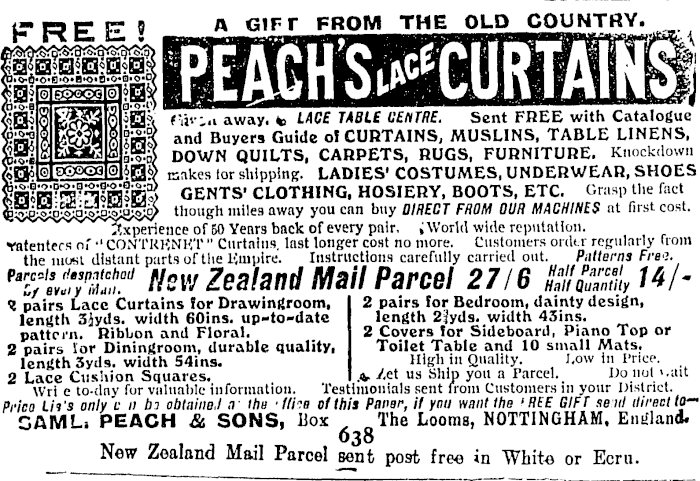 FREE!
A GIFT FROM THE OLD COUNTRY.
PEACH'S LACE CURTAINS
away. LACE TABLE CENTRE. Sent FREE with Catalogue
and Buyers Guide of CURTAINS, MUSLINS, TABLE LINENS,
DOWN QUILTS, CARPETS, RUGS, FURNITURE. Knockdown
makes for shipping. LADIES' COSTUMES, UNDERWEAR, SHOES
GENTS' CLOTHING, HOSIERY, BOOTS, ETC. Grasp the fact
though miles away you can buy DIRECT FROM OUR MACHINES at first cost.
Experience of 50 Years back of every pair. World wide reputation.
Patentees of "CONTRENET" Curtains, last longer cost no more. Customers order regularly from
the most distant parts of the Empire. Instructions carefully carried out. Patterns Free.
Parcels despatched by every Mail. New Zealand Mail Parcel 27/6 Half Parcel Half Quantity 14/-
2 pairs Lace Curtains for Drawingroom,
length 3½yds. width 60ins. up-to-date
pattern. Ribbon and Floral.
2 pairs for Diningroom, durable quality,
length 3yds. width 54ins.
2 Lace Cushion Squares.
2 pairs for Bedroom, dainty design,
length yds. width 43ins.
2 Covers for Sideboard, Piano Top or
Toilet Table and 10 small Mats.
High in Quality. Low in Price.
Let us Ship you a Parcel. Do not wait
Write to-day for valuable information. Testimonials sent from Customers in your District.
Price Lists only can be obtained at the Office of this Paper, if you want the FREE GIFT send direct to—
SAML. PEACH & SONS, Box 638 The Looms, NOTTINGHAM, England.
New Zealand Mail Parcel sent post free in White or Ecru.